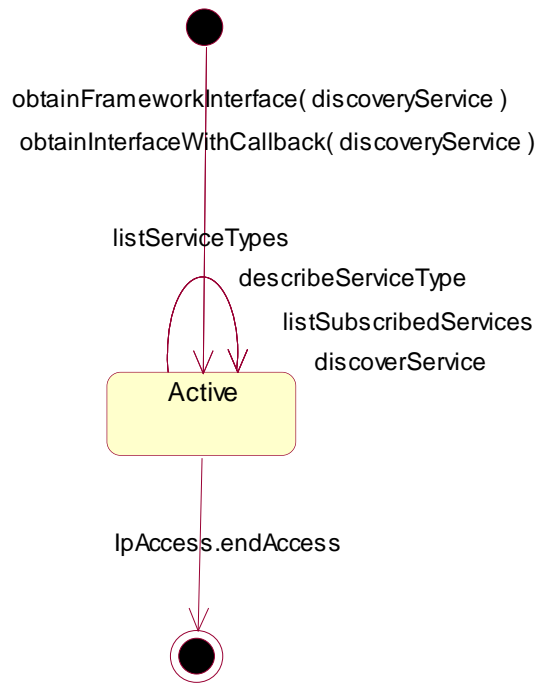 obtainFrameworkInterface( discoveryService )
obtainInterfaceWithCallback( discoveryService )
listServiceTypes
describeServiceType
listSubscribedServices
discoverService
Active
IpAccess.endAccess